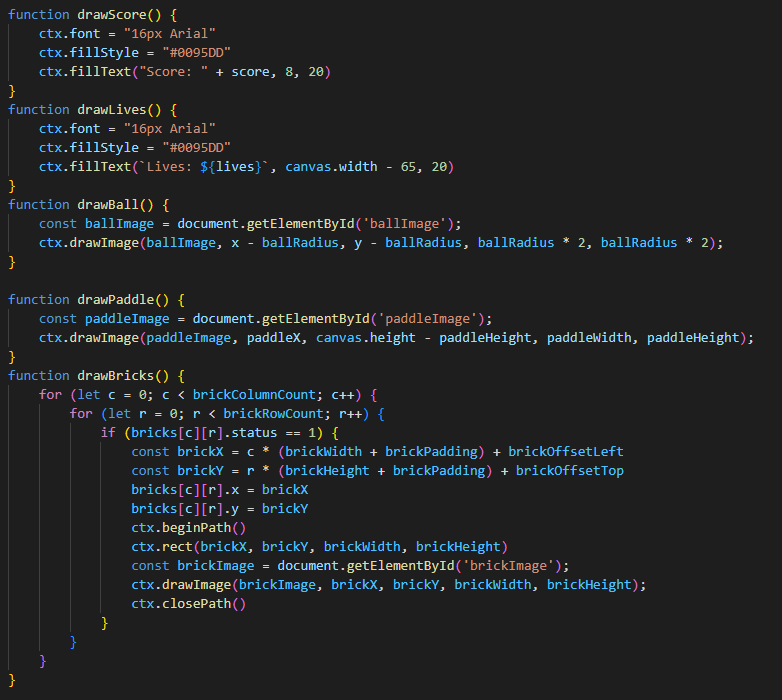 function drawScore() {
    ctx.font = "16px Arial"
    ctx.fillStyle = "#0095DD"
    ctx.fillText("Score: " + score, 8, 20)
}
function drawLives() {
    ctx.font = "16px Arial"
    ctx.fillStyle = "#0095DD"
    ctx.fillText(`Lives: ${lives}`, canvas.width - 65, 20)
}
function drawBall() {
    const ballImage = document.getElementById('ballImage');
    ctx.drawImage(ballImage, x - ballRadius, y - ballRadius, ballRadius * 2, ballRadius * 2);
}

function drawPaddle() {
    const paddleImage = document.getElementById('paddleImage');
    ctx.drawImage(paddleImage, paddleX, canvas.height - paddleHeight, paddleWidth, paddleHeight);
}
function drawBricks() {
    for (let c = 0; c < brickColumnCount; c++) {
        for (let r = 0; r < brickRowCount; r++) {
            if (bricks[c][r].status == 1) {
                const brickX = c * (brickWidth + brickPadding) + brickOffsetLeft
                const brickY = r * (brickHeight + brickPadding) + brickOffsetTop
                bricks[c][r].x = brickX
                bricks[c][r].y = brickY
                ctx.beginPath()
                ctx.rect(brickX, brickY, brickWidth, brickHeight)
                const brickImage = document.getElementById('brickImage');
                ctx.drawImage(brickImage, brickX, brickY, brickWidth, brickHeight);
                ctx.closePath()
            }
        }
    }
}